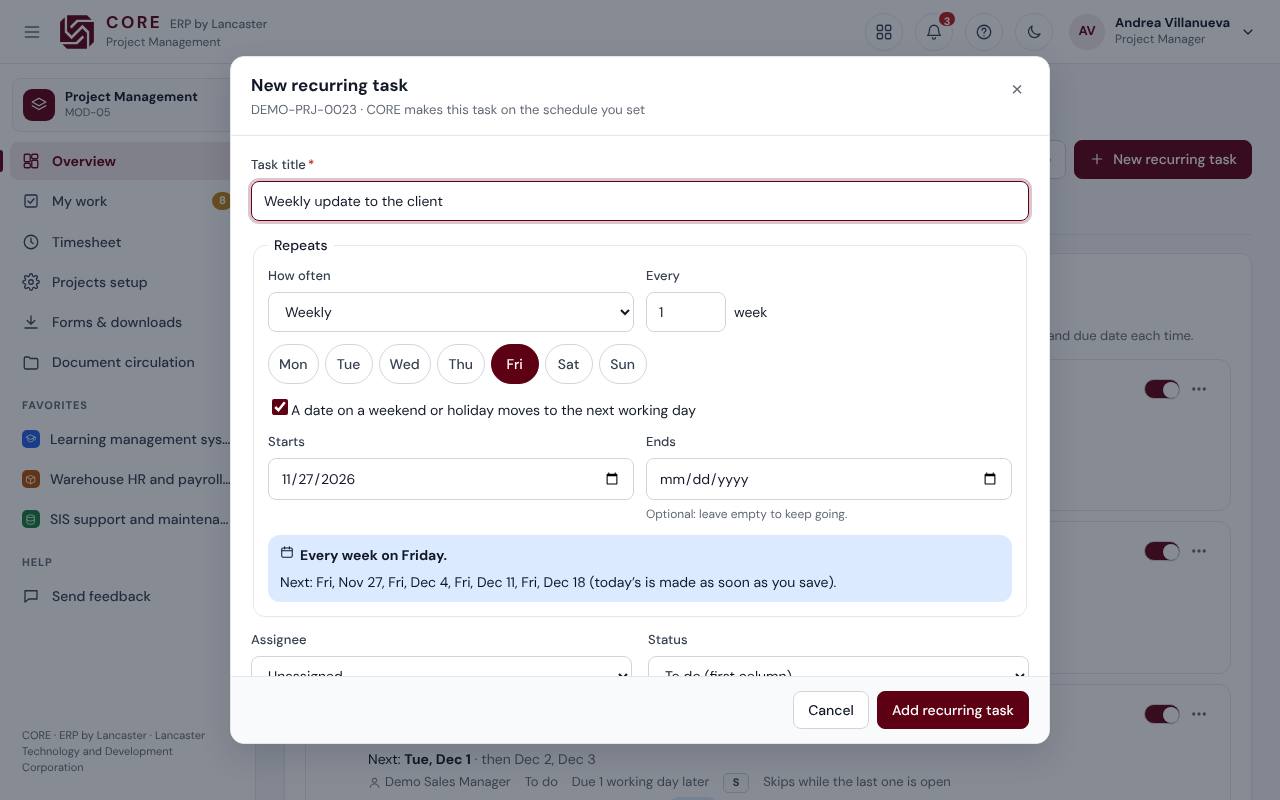 CORE ERP by Lancaster
Project Management
3
AV
Andrea Villanueva
Project Manager
Project Management
MOD-05
Overview
My work
8
Timesheet
Projects setup
Forms & downloads
Document circulation
FAVORITES
Learning management sys...
Warehouse HR and payroll...
SIS support and maintena...
HELP
Send feedback
CORE · ERP by Lancaster · Lancaster
Technology and Development
Corporation
New recurring task
and due date each time.
New recurring task
DEMO-PRJ-0023 · CORE makes this task on the schedule you set
Task title *
Weekly update to the client
Repeats
How often
Every
Weekly
1 week
Mon Tue Wed Thu Fri Sat Sun
A date on a weekend or holiday moves to the next working day
Starts
Ends
11/27/2026
mm/dd/yyyy
Optional: leave empty to keep going.
Every week on Friday.
Next: Fri, Nov 27, Fri, Dec 4, Fri, Dec 11, Fri, Dec 18 (today's is made as soon as you save).
Assignee
Status
Unassigned
To do (first column)
Cancel
Add recurring task
Next: Tue, Dec 1 · then Dec 2, Dec 3
Demo Sales Manager To do Due 1 working day later S Skips while the last one is open